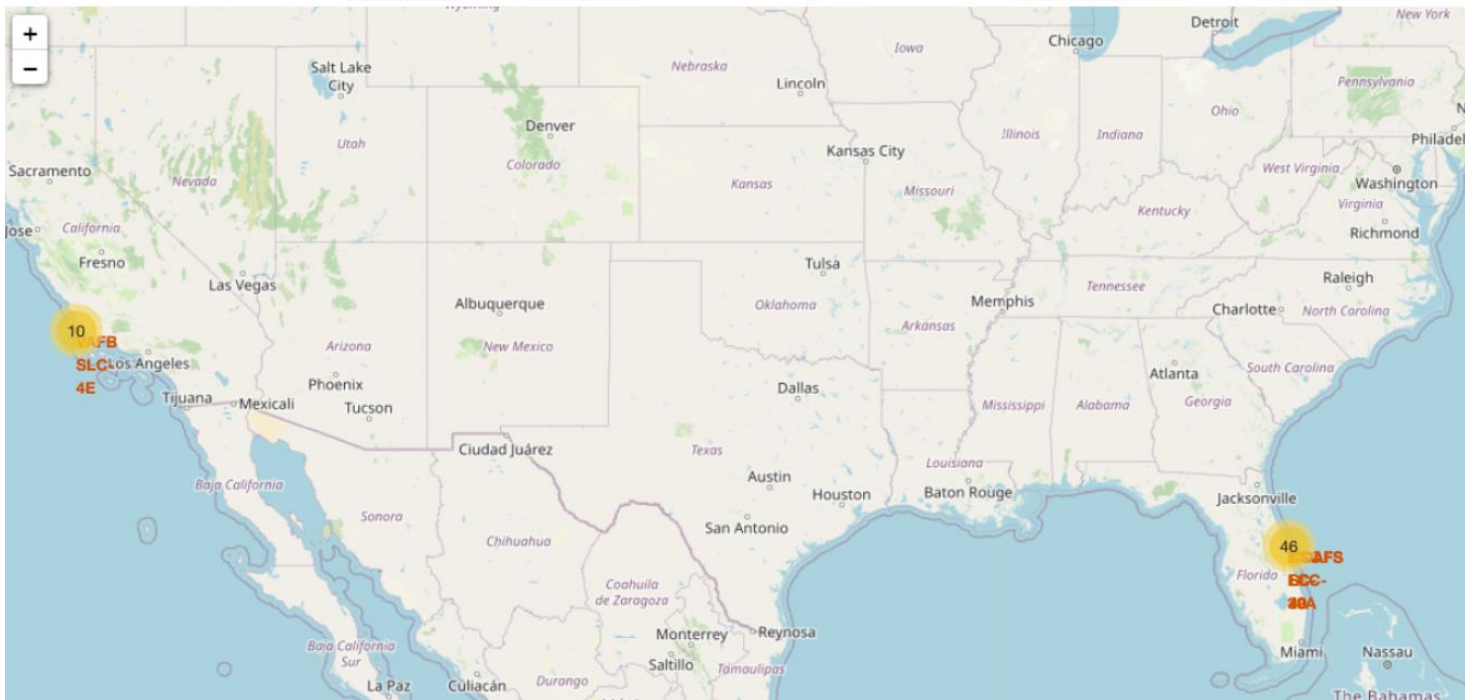 Wyoming
Detroit
New York
+
Chicago
Iowa
Salt Lake
City
Nebraska
−
Lincoln
Pennsylvania
Ohio
Denver
Illinois
Indiana
Utah
Kansas City
Colorado
West Virginia
Sacramento
Nevada
Kansas
Missouri
Washington
Virginia
Kentucky
California
Jose
Richmond
Fresno
Tulsa
Las Vegas
Raleigh
Tennessee
Albuquerque
Oklahoma
Memphis
Charlotte
North Carolina
Arkansas
10
VAFB
Arizona
New Mexico
SLC-
Los Angeles
South Carolina
4E
Phoenix
Atlanta
Dallas
Tijuana
Mexicali
Tucson
Mississippi
Alabama
Georgia
Ciudad Juárez
Texas
Louisiana
Austin
Baja California
Houston
Baton Rouge
Jacksonville
Sonora
San Antonio
Chihuahua
46
Florida
Coahuila
de Zaragoza
Monterrey
Reynosa
Baja California
Sur
Miami
Nassau
Saltillo
Tamaulipas
La Paz
Culiacán
Durango
The Bahamas